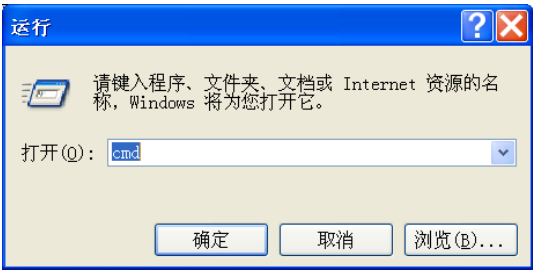 运行
请键入程序、文件夹、文档或 Internet 资源的名
称，Windows 将为您打开它。
打开(O): cmd
确定 取消 浏览(B)...